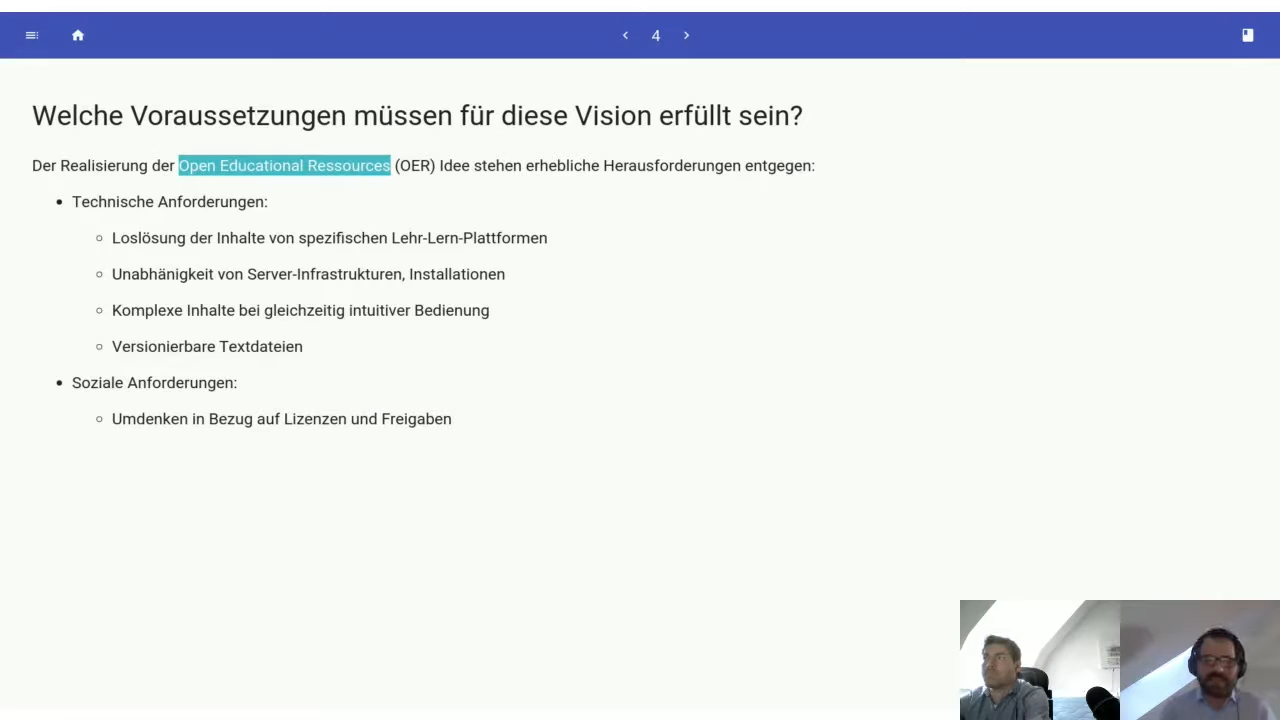 4
Welche Voraussetzungen müssen für diese Vision erfüllt sein?
Der Realisierung der Open Educational Ressources (OER) Idee stehen erhebliche Herausforderungen entgegen:
Technische Anforderungen:
Loslösung der Inhalte von spezifischen Lehr-Lern-Plattformen
Unabhänigkeit von Server-Infrastrukturen, Installationen
Komplexe Inhalte bei gleichzeitig intuitiver Bedienung
Versionierbare Textdateien
Soziale Anforderungen:
Umdenken in Bezug auf Lizenzen und Freigaben